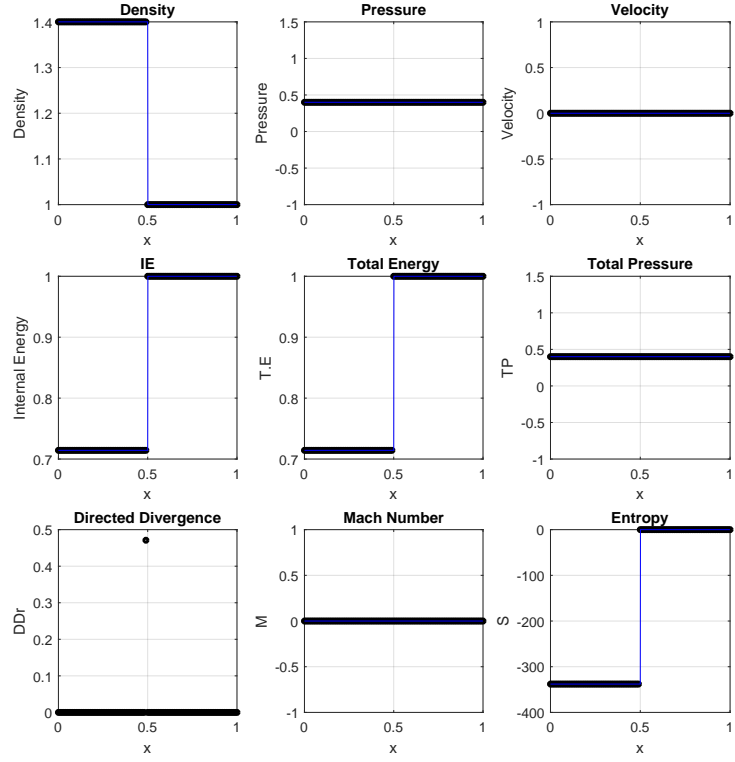 Density
Density
1.4
1.3
1.2
1.1
1
0
0.5
1
x
Pressure
Pressure
1.5
1
0.5
0
-0.5
-1
0
0.5
1
x
Velocity
Velocity
1
0.5
0
-0.5
-1
0
0.5
1
x
IE
Internal Energy
1
0.9
0.8
0.7
0
0.5
1
x
Total Energy
T.E
1
0.9
0.8
0.7
0
0.5
1
x
Total Pressure
TP
1.5
1
0.5
0
-0.5
-1
0
0.5
1
x
Directed Divergence
DDr
0.5
0.4
0.3
0.2
0.1
0
0
0.5
1
x
Mach Number
M
1
0.5
0
-0.5
-1
0
0.5
1
x
Entropy
S
0
-100
-200
-300
-400
0
0.5
1
x